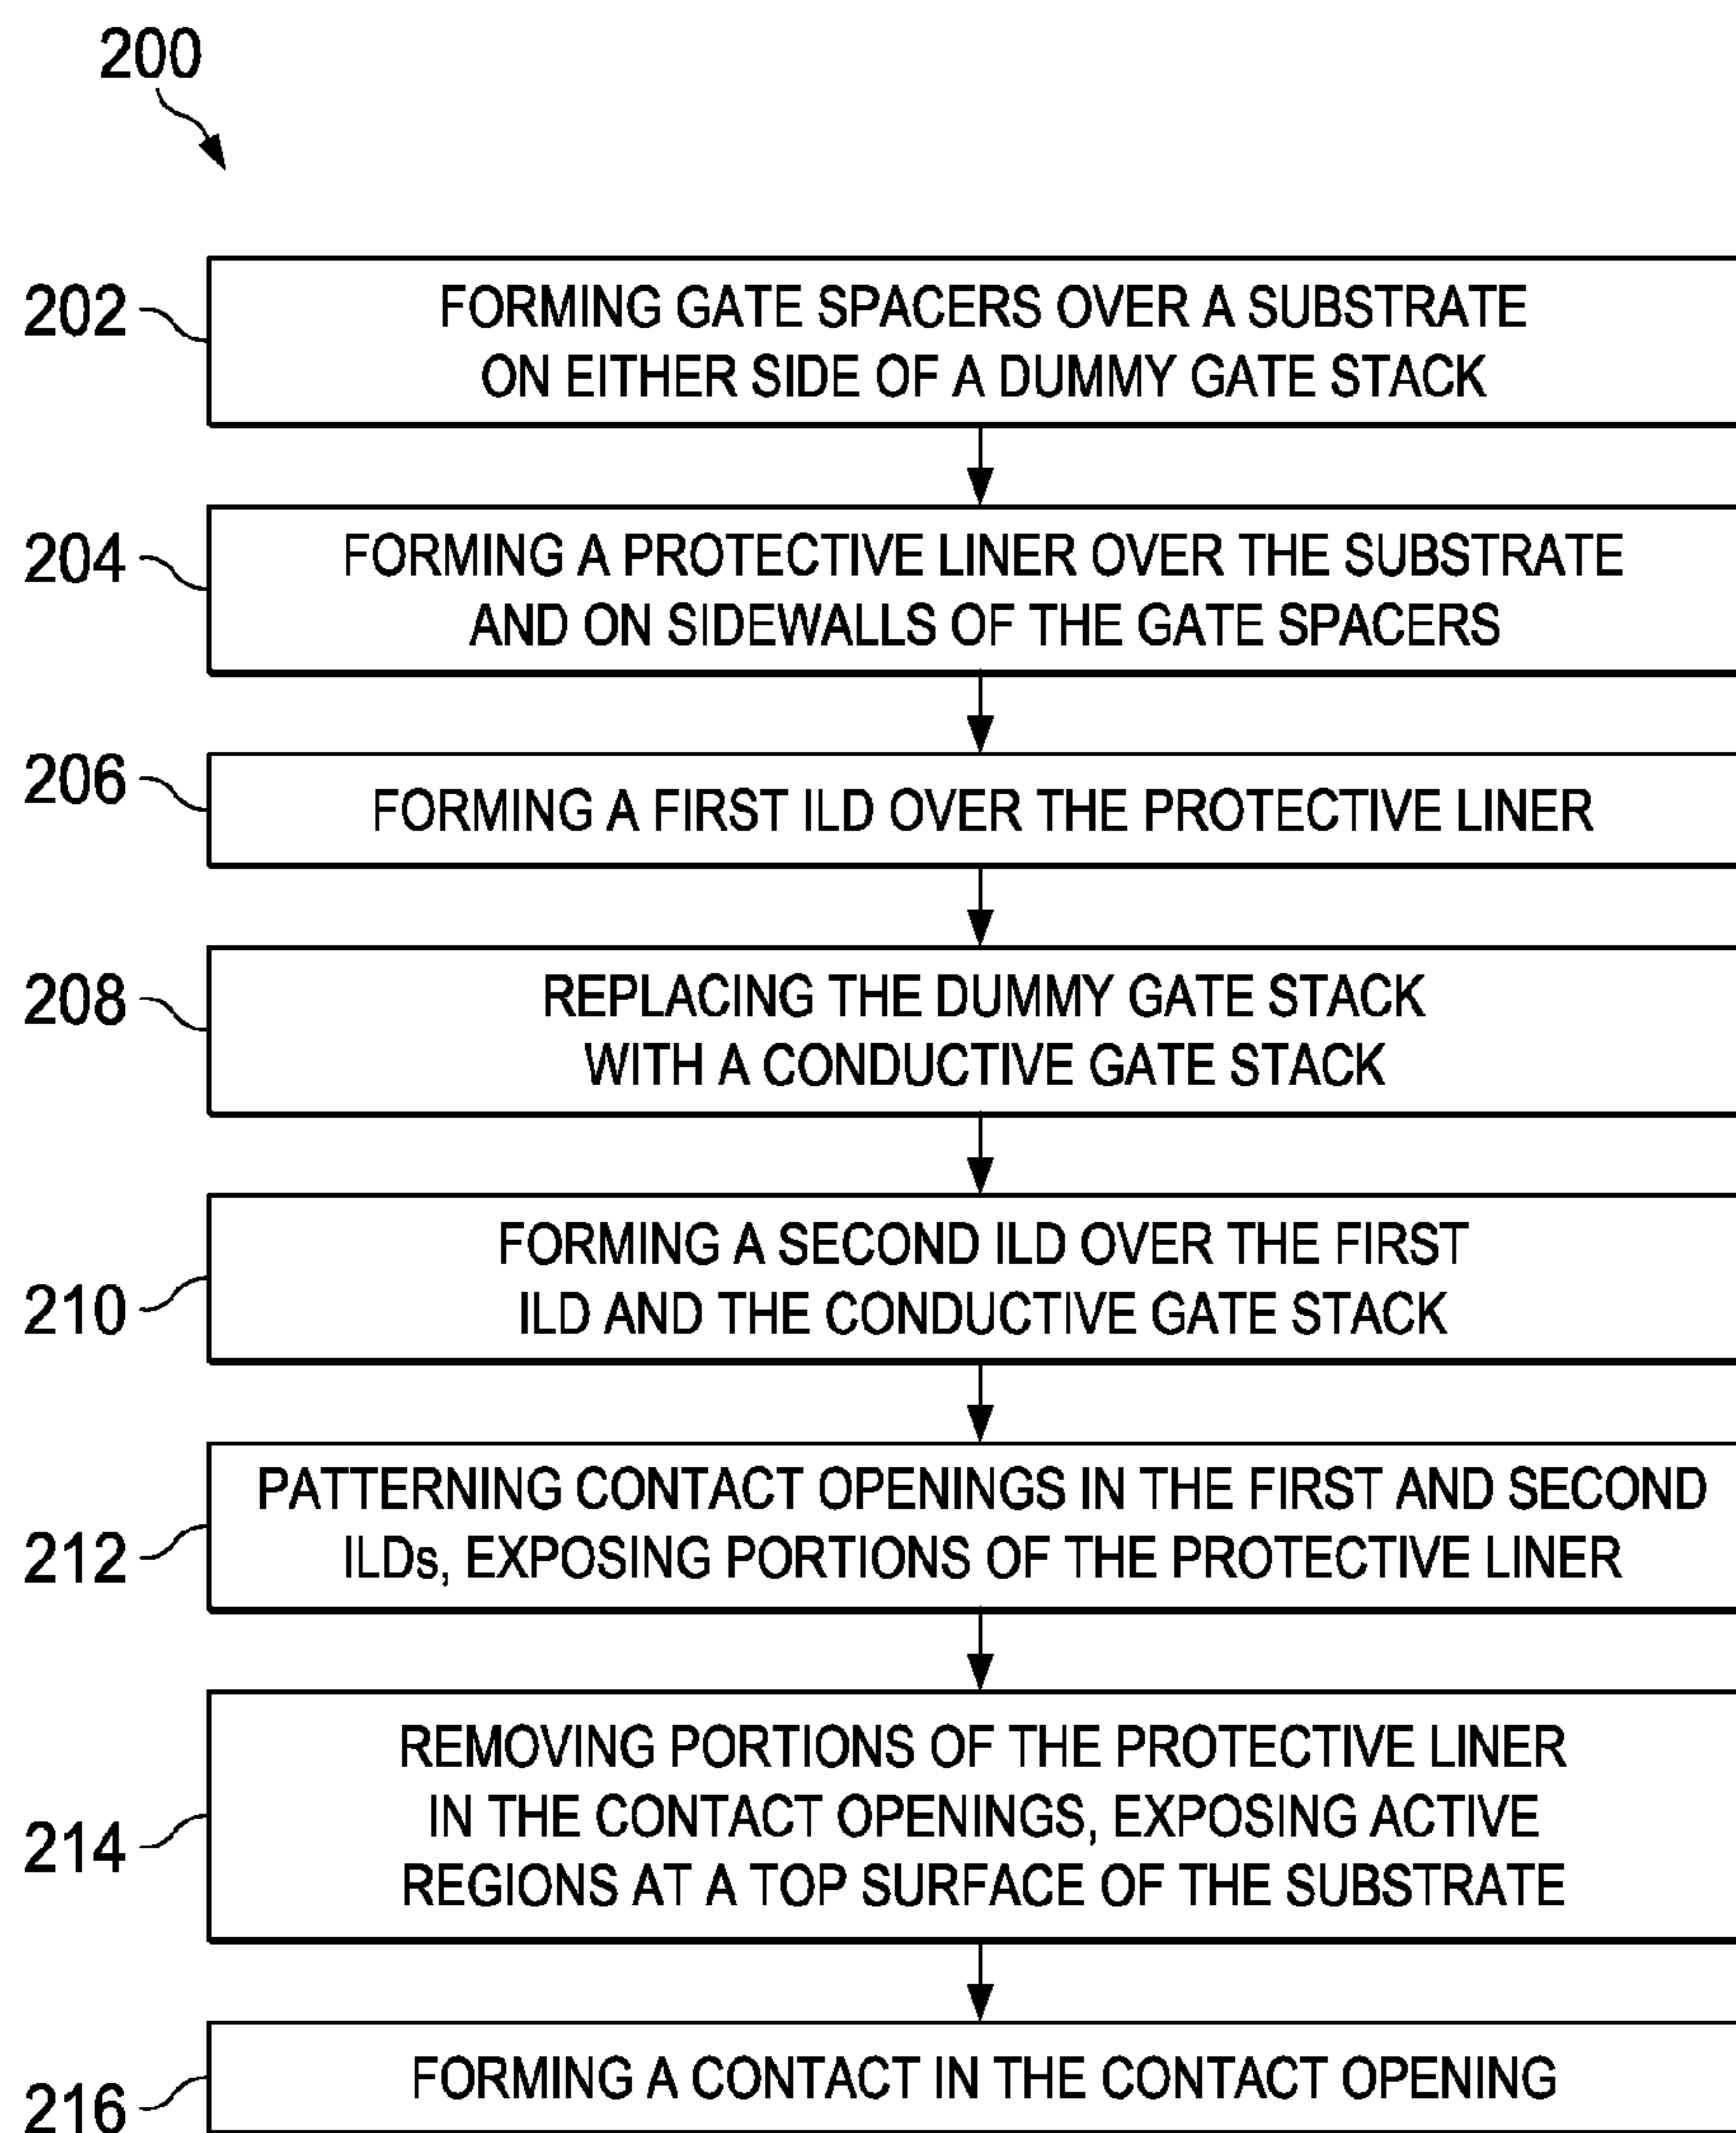 200
202
FORMING GATE SPACERS OVER A SUBSTRATE
ON EITHER SIDE OF A DUMMY GATE STACK
204
FORMING A PROTECTIVE LINER OVER THE SUBSTRATE
AND ON SIDEWALLS OF THE GATE SPACERS
206
FORMING A FIRST ILD OVER THE PROTECTIVE LINER
208
REPLACING THE DUMMY GATE STACK
WITH A CONDUCTIVE GATE STACK
210
FORMING A SECOND ILD OVER THE FIRST
ILD AND THE CONDUCTIVE GATE STACK
212
PATTERNING CONTACT OPENINGS IN THE FIRST AND SECOND
ILDs, EXPOSING PORTIONS OF THE PROTECTIVE LINER
214
REMOVING PORTIONS OF THE PROTECTIVE LINER
IN THE CONTACT OPENINGS, EXPOSING ACTIVE
REGIONS AT A TOP SURFACE OF THE SUBSTRATE
216
FORMING A CONTACT IN THE CONTACT OPENING